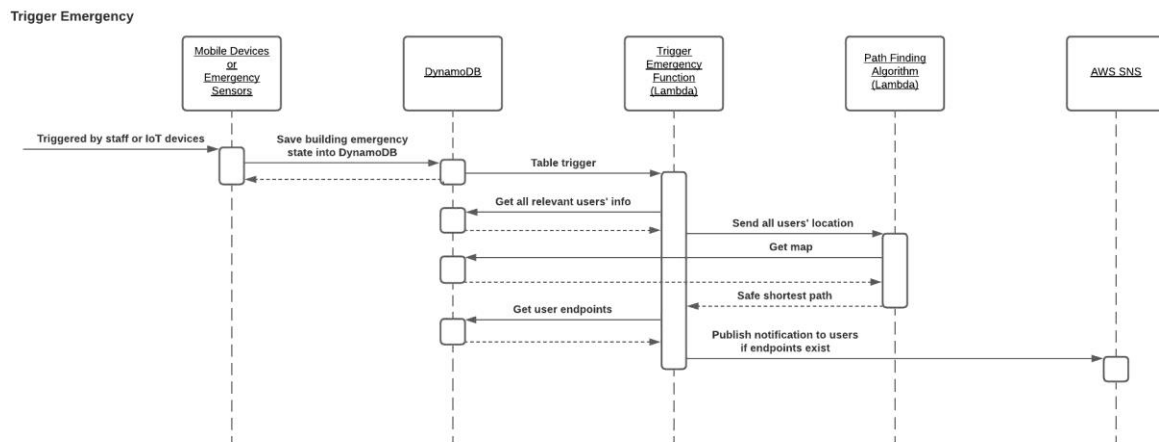 Trigger Emergency
Mobile Devices
or
Emergency
Sensors
DynamoDB
Trigger
Emergency
Function
(Lambda)
Path Finding
Algorithm
(Lambda)
AWS SNS
Triggered by staff or IoT devices
Save building emergency
state into DynamoDB
Table trigger
Get all relevant users' info
Send all users' location
Get map
Safe shortest path
Get user endpoints
Publish notification to users
if endpoints exist